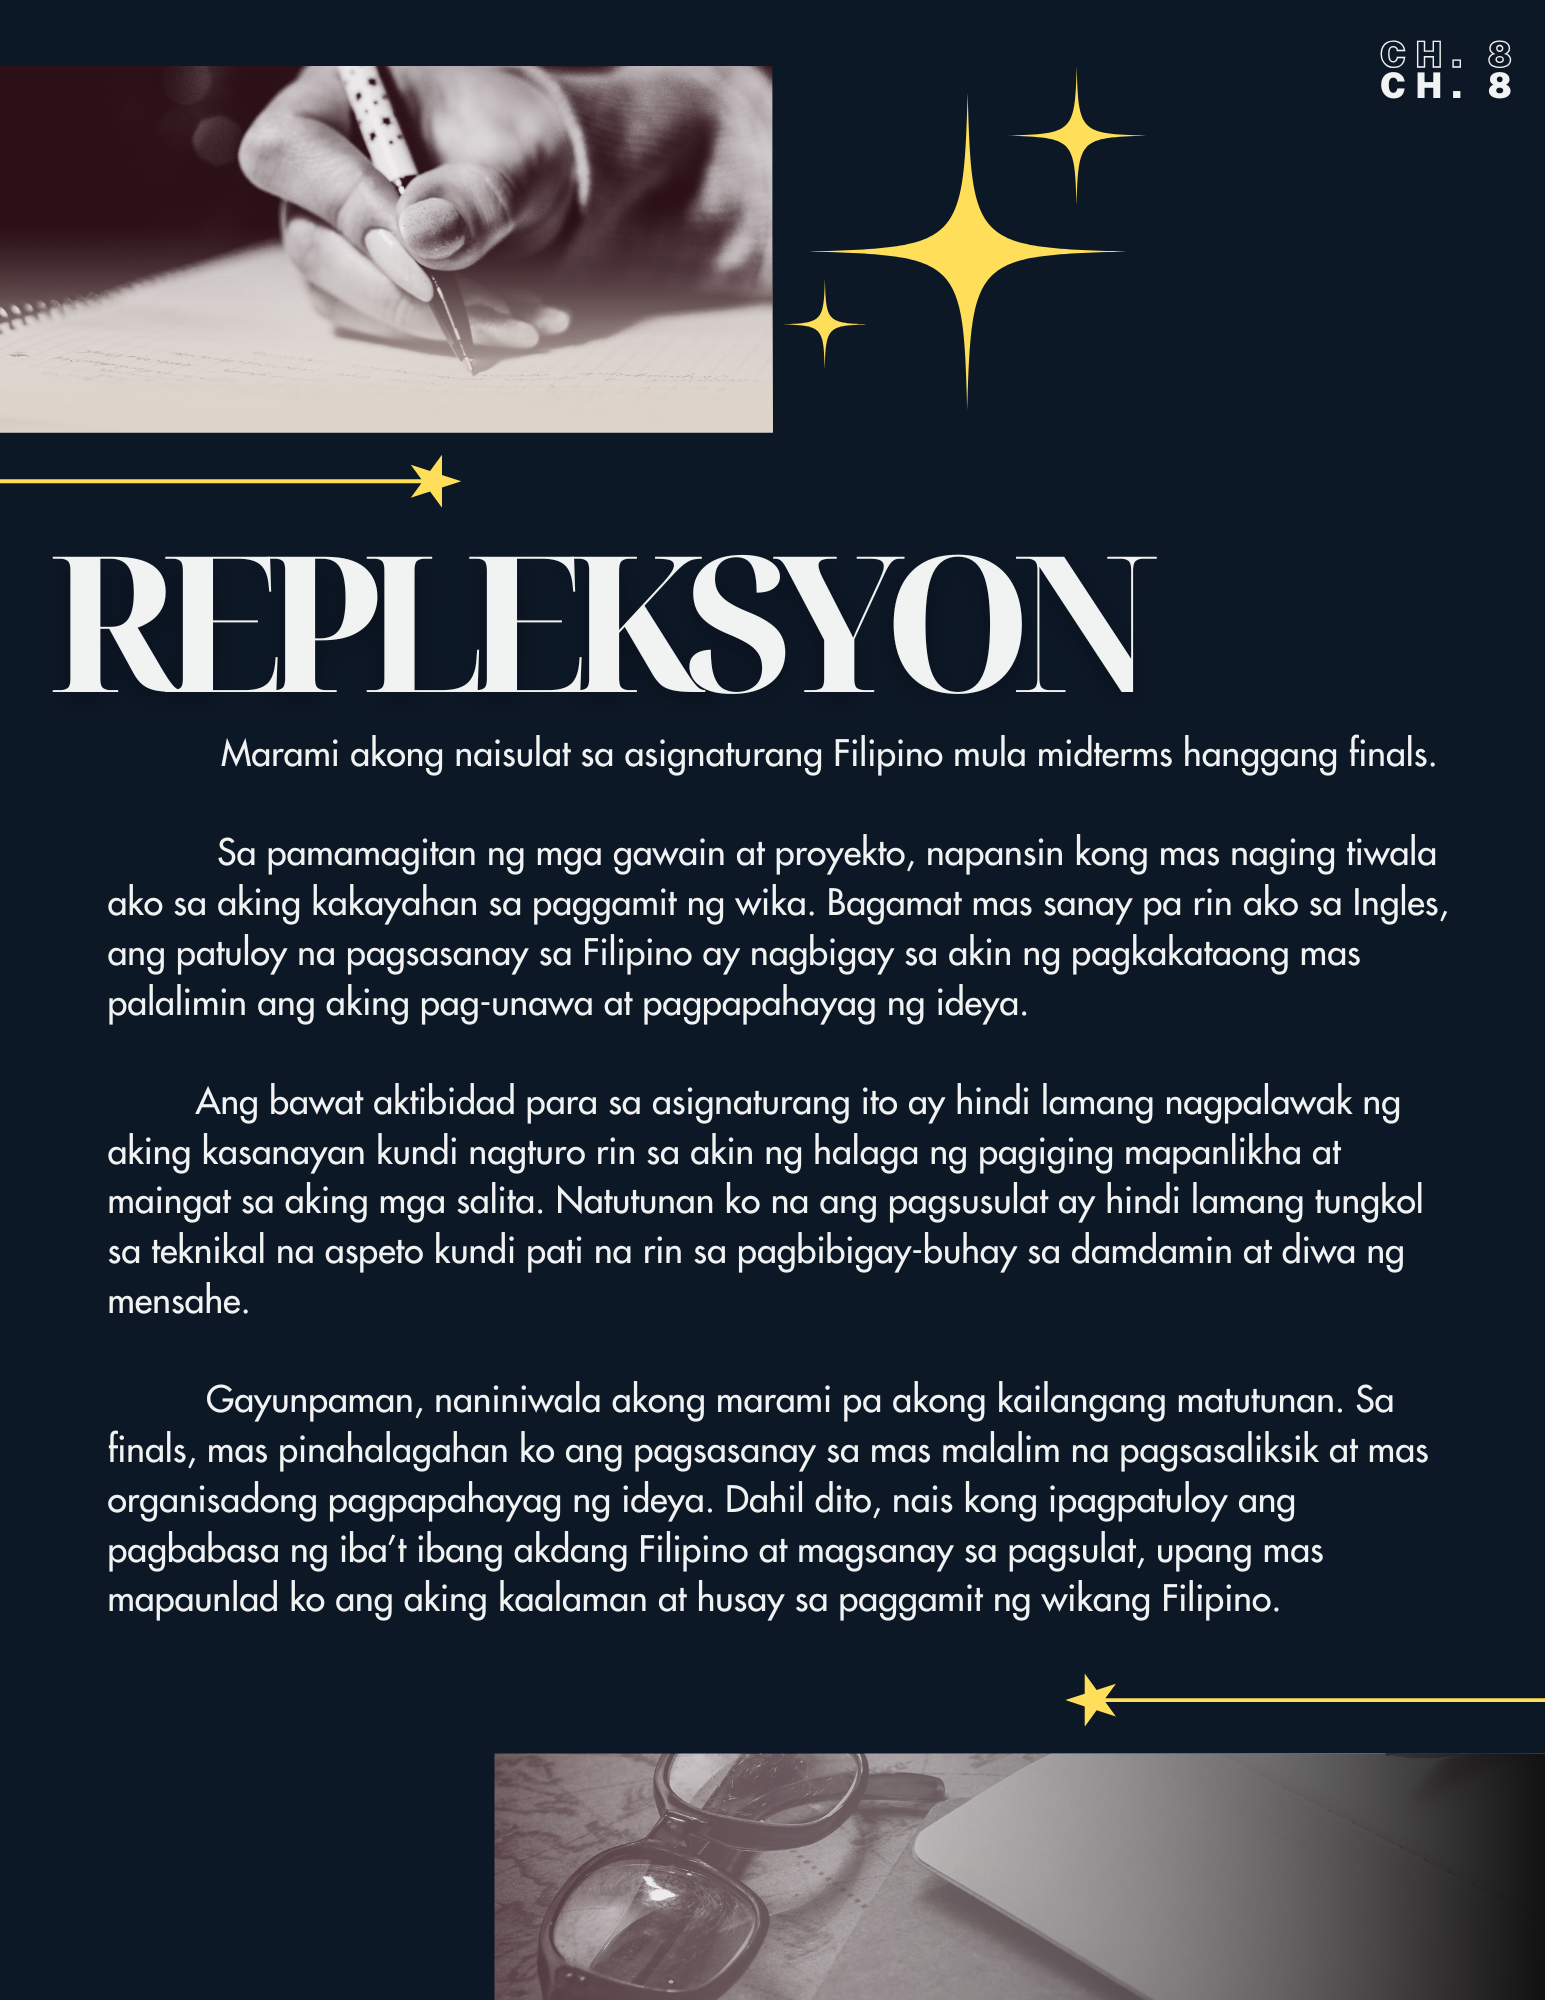 CH. 8
CH. 8
REPLEKSYON
Marami akong naisulat sa asignaturang Filipino mula midterms hanggang finals.
Sa pamamagitan ng mga gawain at proyekto, napansin kong mas naging tiwala
ako sa aking kakayahan sa paggamit ng wika. Bagamat mas sanay pa rin ako sa Ingles,
ang patuloy na pagsasanay sa Filipino ay nagbigay sa akin ng pagkakataong mas
palalimin ang aking pag-unawa at pagpapahayag ng ideya.
Ang bawat aktibidad para sa asignaturang ito ay hindi lamang nagpalawak ng
aking kasanayan kundi nagturo rin sa akin ng halaga ng pagiging mapanlikha at
maingat sa aking mga salita. Natutunan ko na ang pagsusulat ay hindi lamang tungkol
sa teknikal na aspeto kundi pati na rin sa pagbibigay-buhay sa damdamin at diwa ng
mensahe.
Gayunpaman, naniniwala akong marami pa akong kailangang matutunan. Sa
finals, mas pinahalagahan ko ang pagsasanay sa mas malalim na pagsasaliksik at mas
organisadong pagpapahayag ng ideya. Dahil dito, nais kong ipagpatuloy ang
pagbabasa ng iba't ibang akdang Filipino at magsanay sa pagsulat, upang mas
mapaunlad ko ang aking kaalaman at husay sa paggamit ng wikang Filipino.